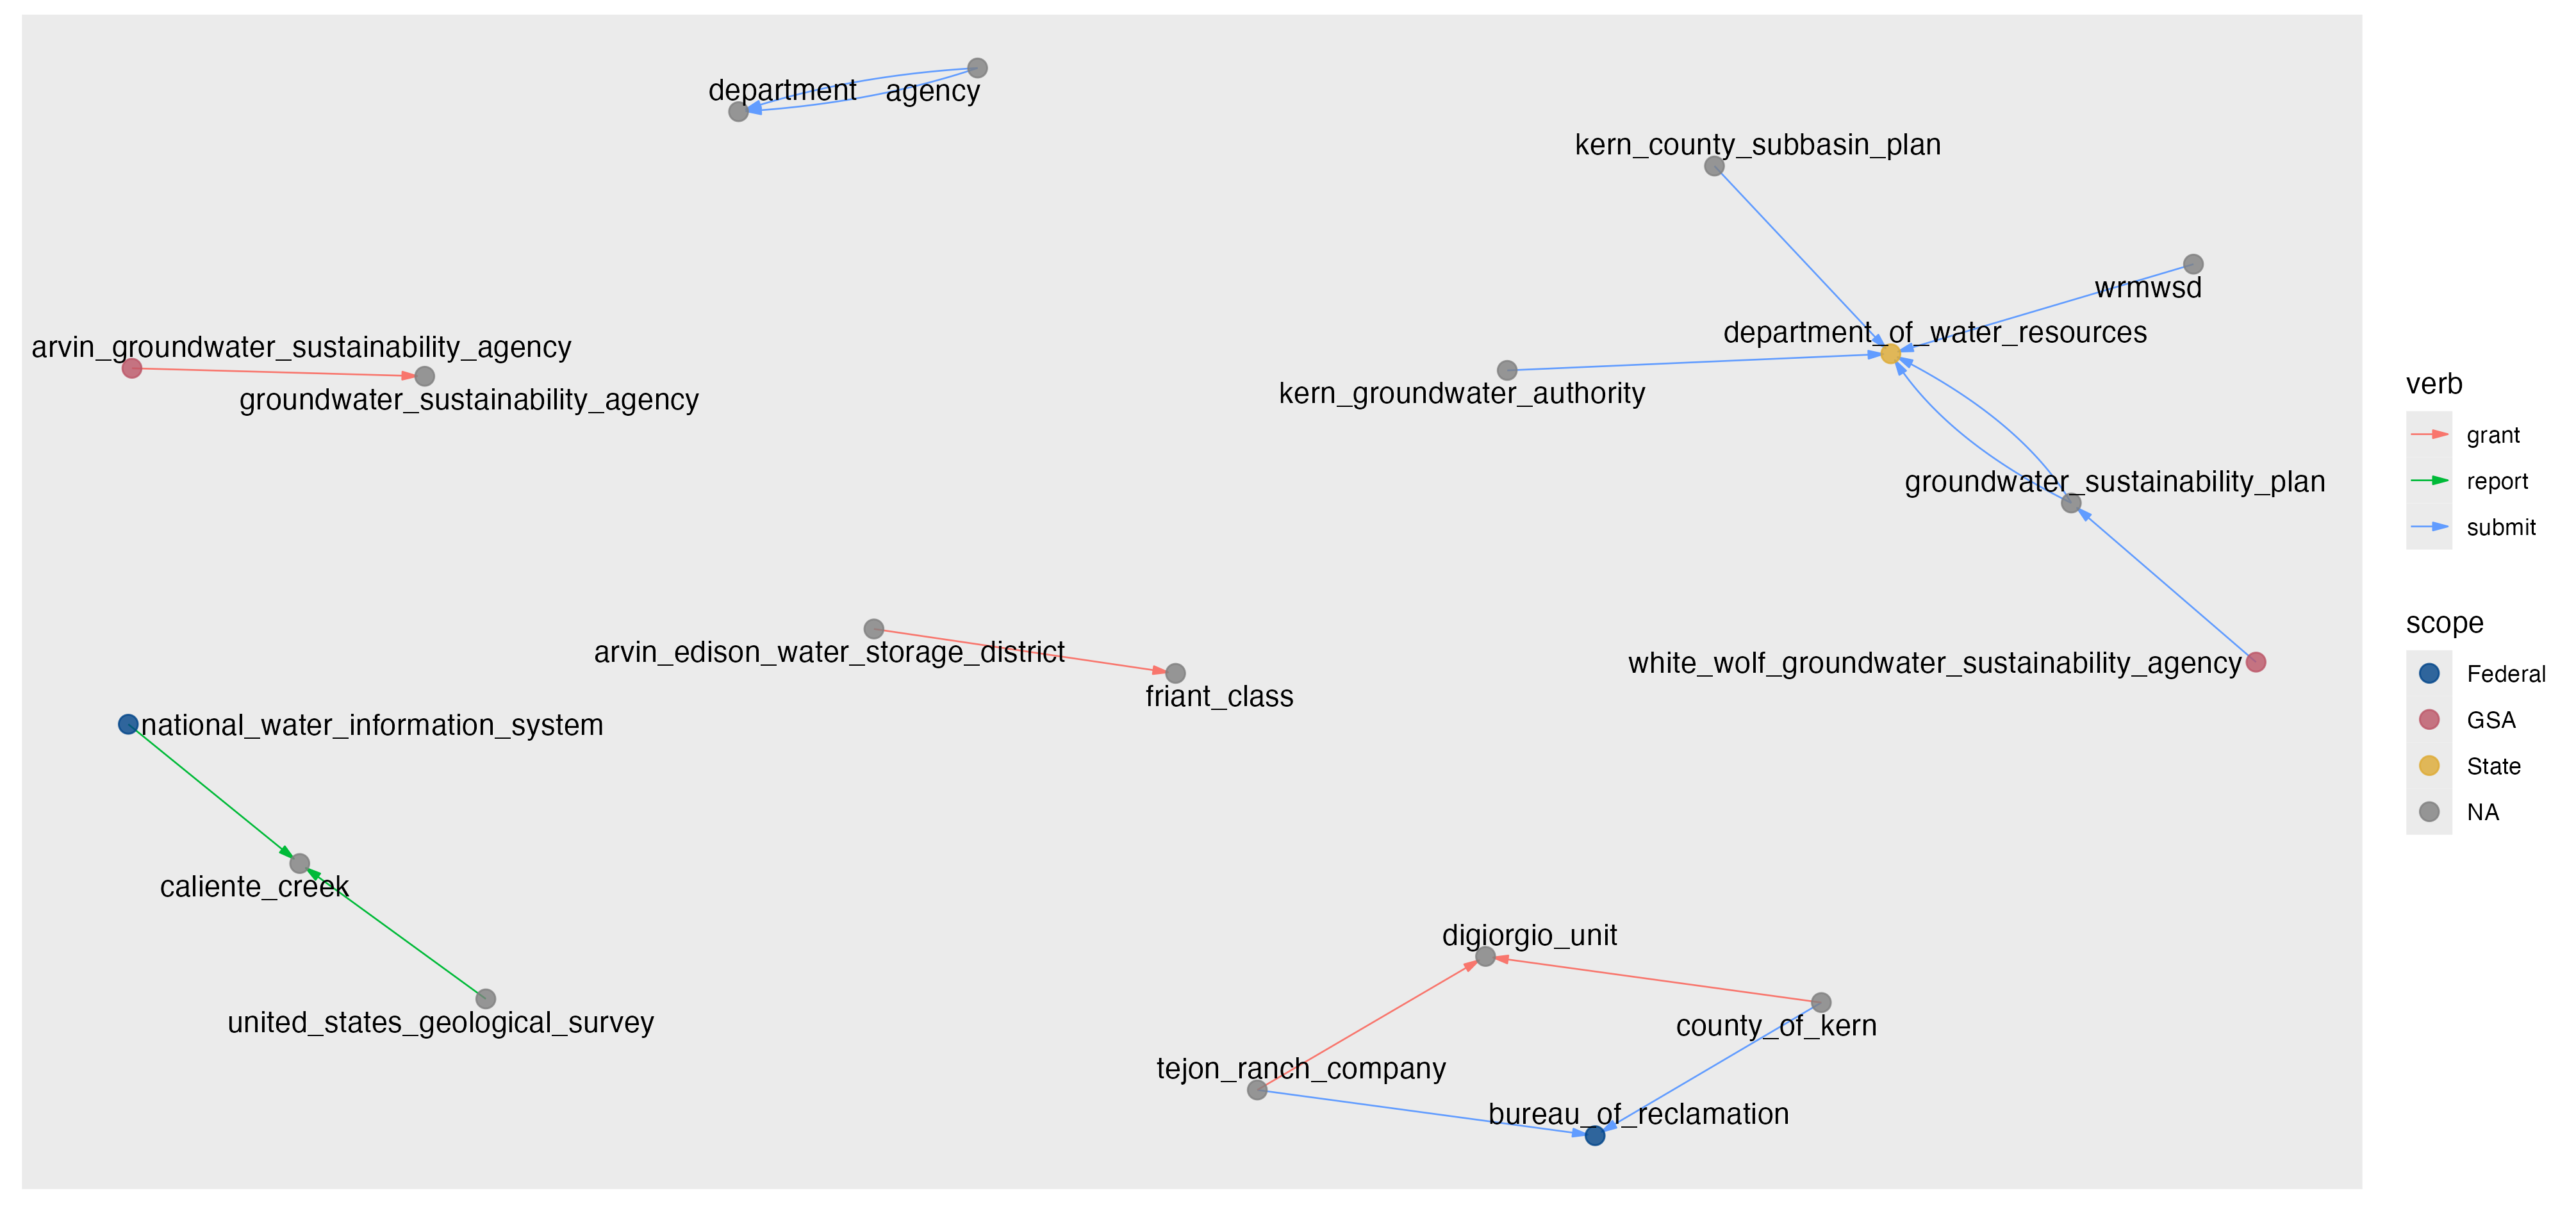 department
agency
kern_county_subbasin_plan
wrmwsd
department_of_water_resources
arvin_groundwater_sustainability_agency
groundwater_sustainability_agency
kern_groundwater_authority
groundwater_sustainability_plan
arvin_edison_water_storage_district
white_wolf_groundwater_sustainability_agency
friant_class
national_water_information_system
caliente_creek
digiorgio_unit
united_states_geological_survey
county_of_kern
tejon_ranch_company
bureau_of_reclamation
verb
grant
report
submit
scope
Federal
GSA
State
NA